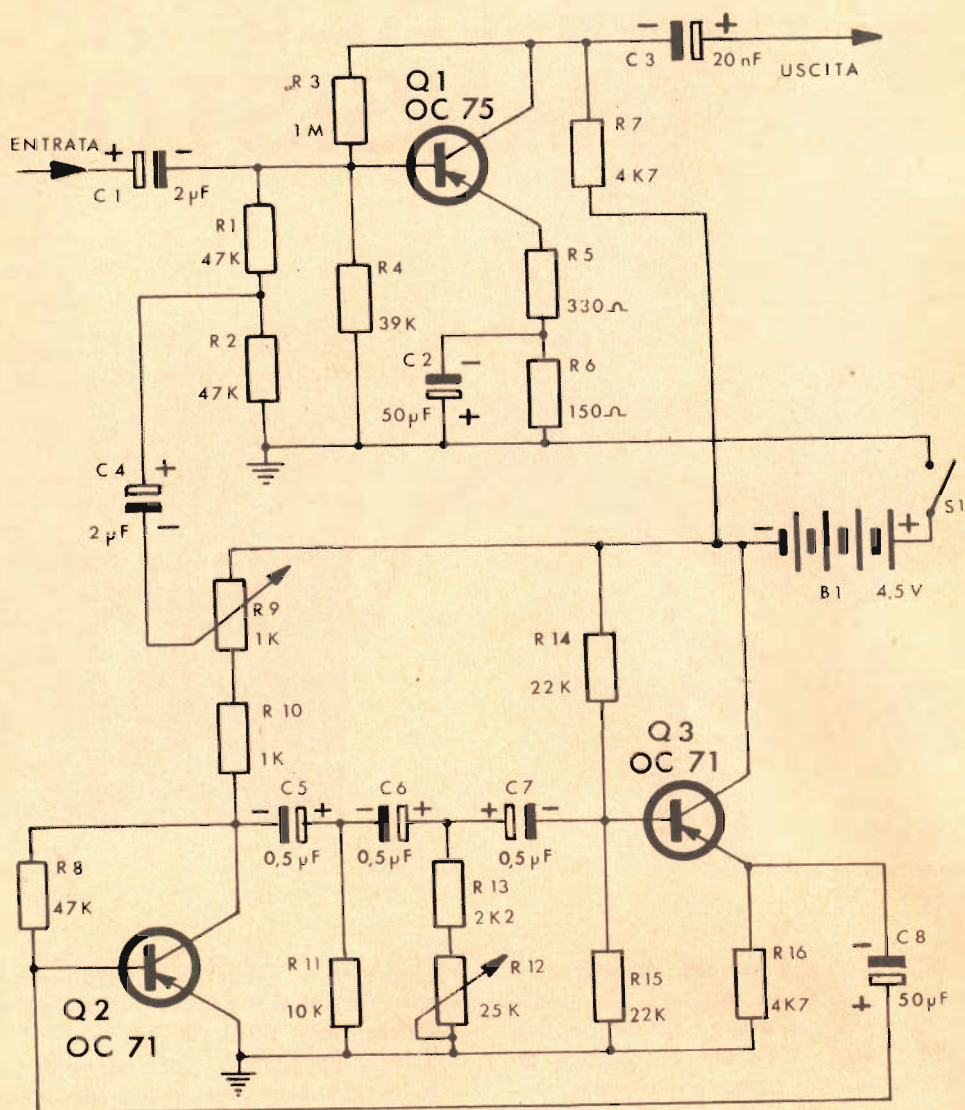 C3
20 nF
USCITA
R3
1M
Q1
OC 75
R7
4K7
ENTRATA
C1
2µF
R1
47K
R4
39K
R5
330Ω
R2
47K
C2
50µF
R6
150Ω
C4
2µF
S1
B1
4,5V
R9
1K
R14
22K
R10
1K
Q3
OC 71
C5
0,5µF
C6
0,5µF
C7
0,5µF
R8
47K
R13
2K2
R11
10K
R12
25K
R15
22K
R16
4K7
C8
50µF
Q2
OC 71